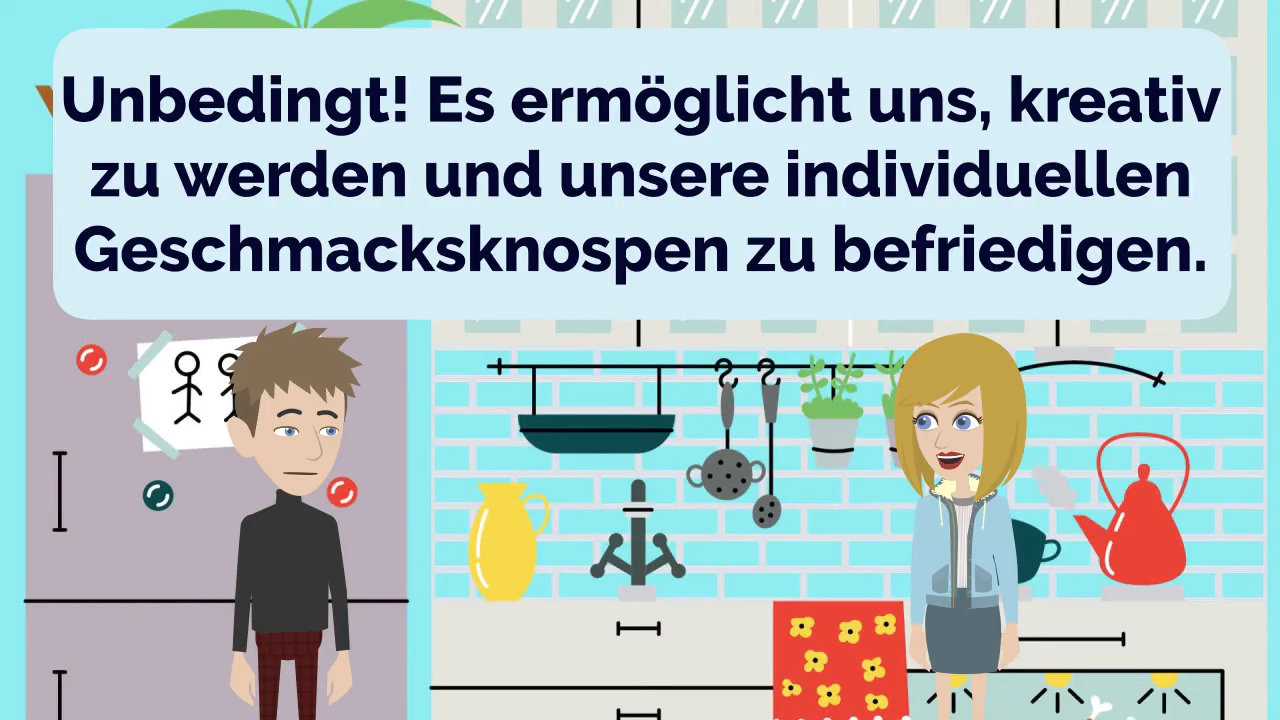 Unbedingt! Es ermöglicht uns, kreativ
zu werden und unsere individuellen
Geschmacksknospen zu befriedigen.